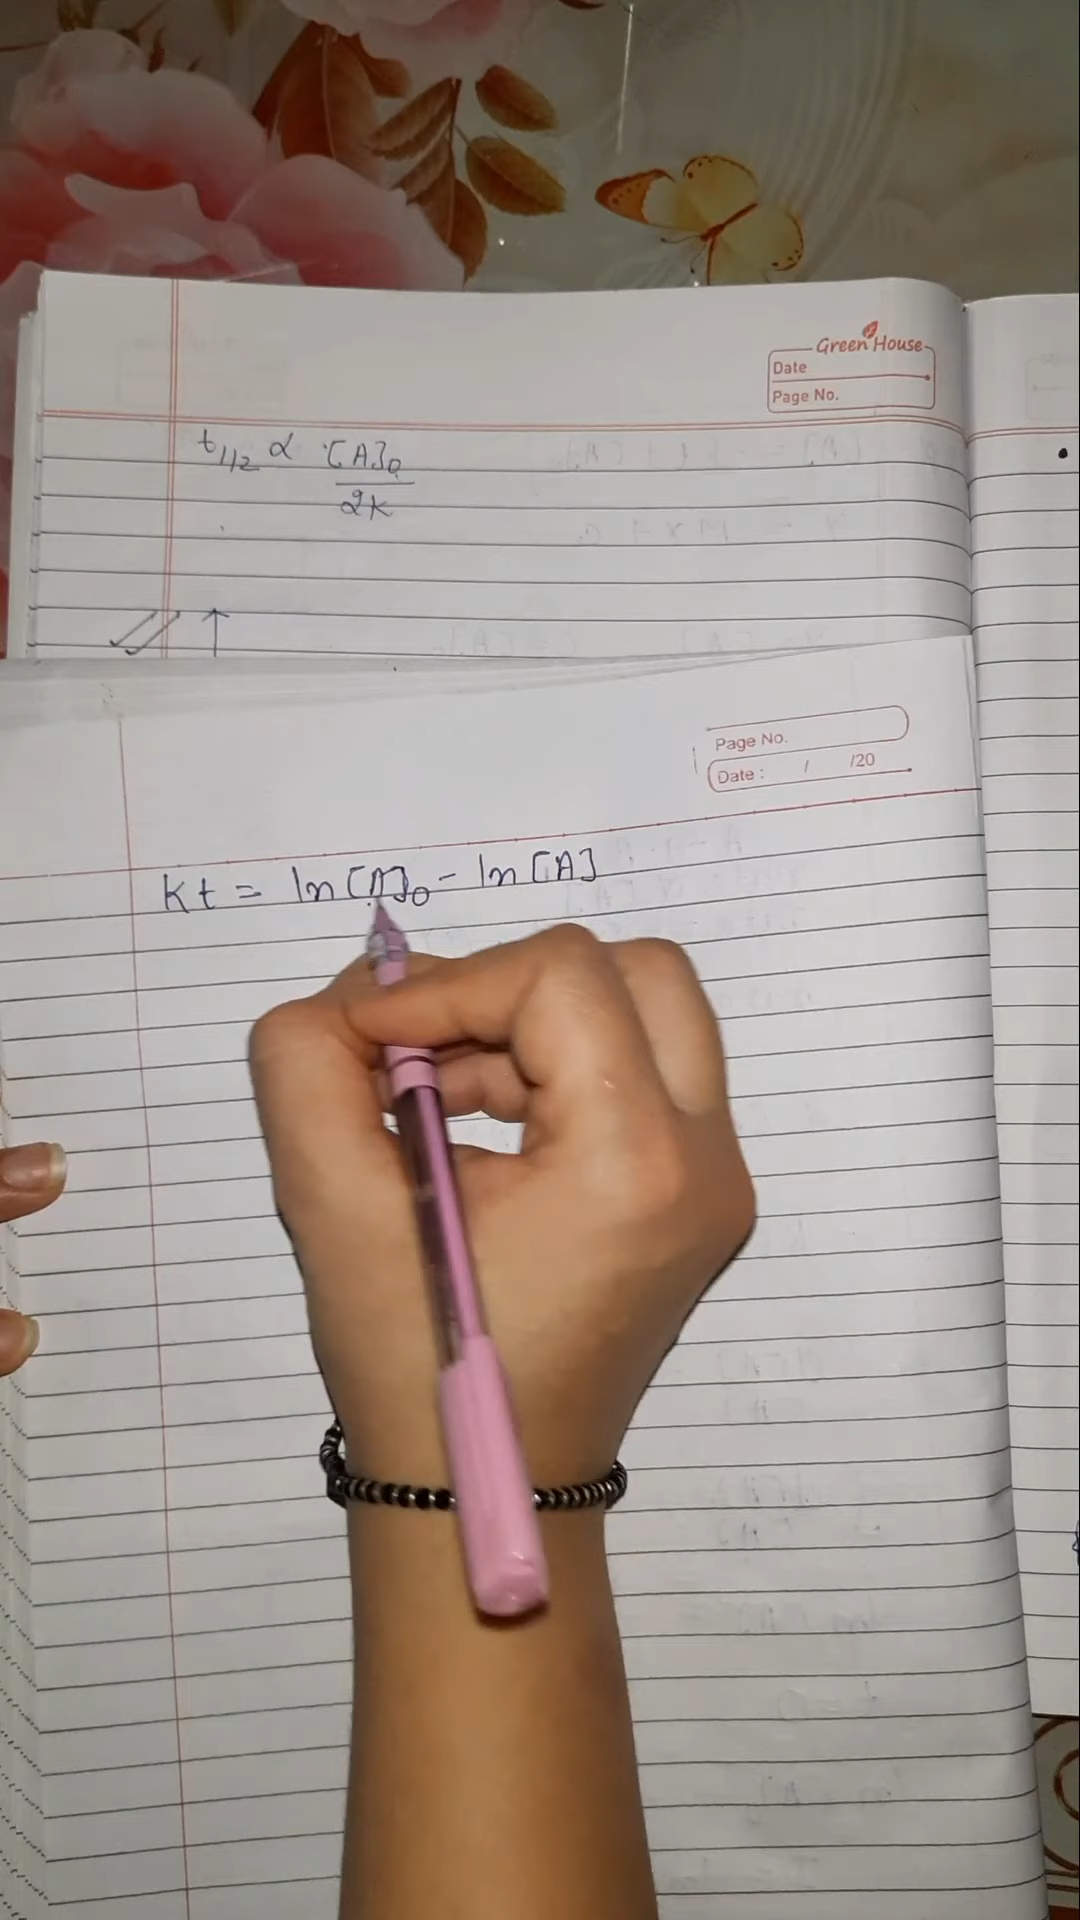 Green House
Date
Page No.
t1/2 ∝ [A]0
2k
Page No.
Date : / /20
Kt = ln[A]0 - ln[A]